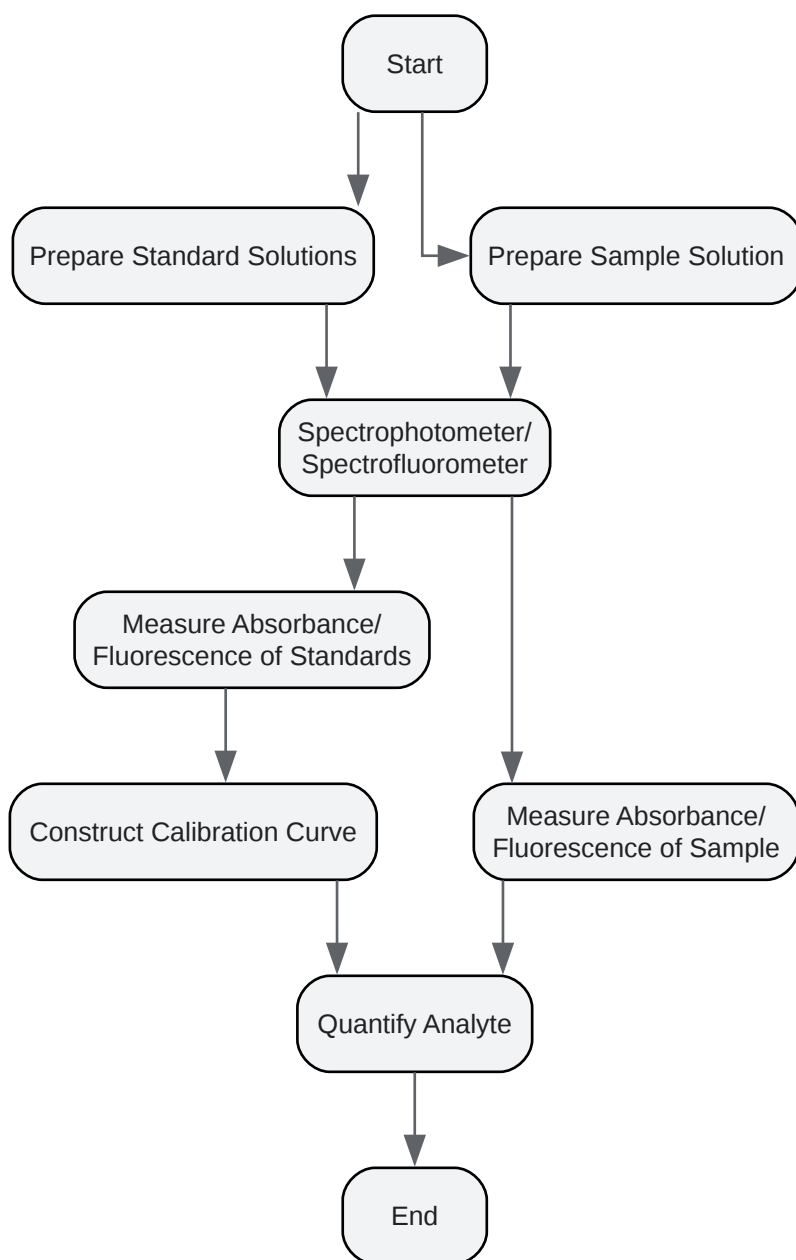 Start
Prepare Standard Solutions
Prepare Sample Solution
Spectrophotometer/
Spectrofluorometer
Measure Absorbance/
Fluorescence of Standards
Construct Calibration Curve
Measure Absorbance/
Fluorescence of Sample
Quantify Analyte
End